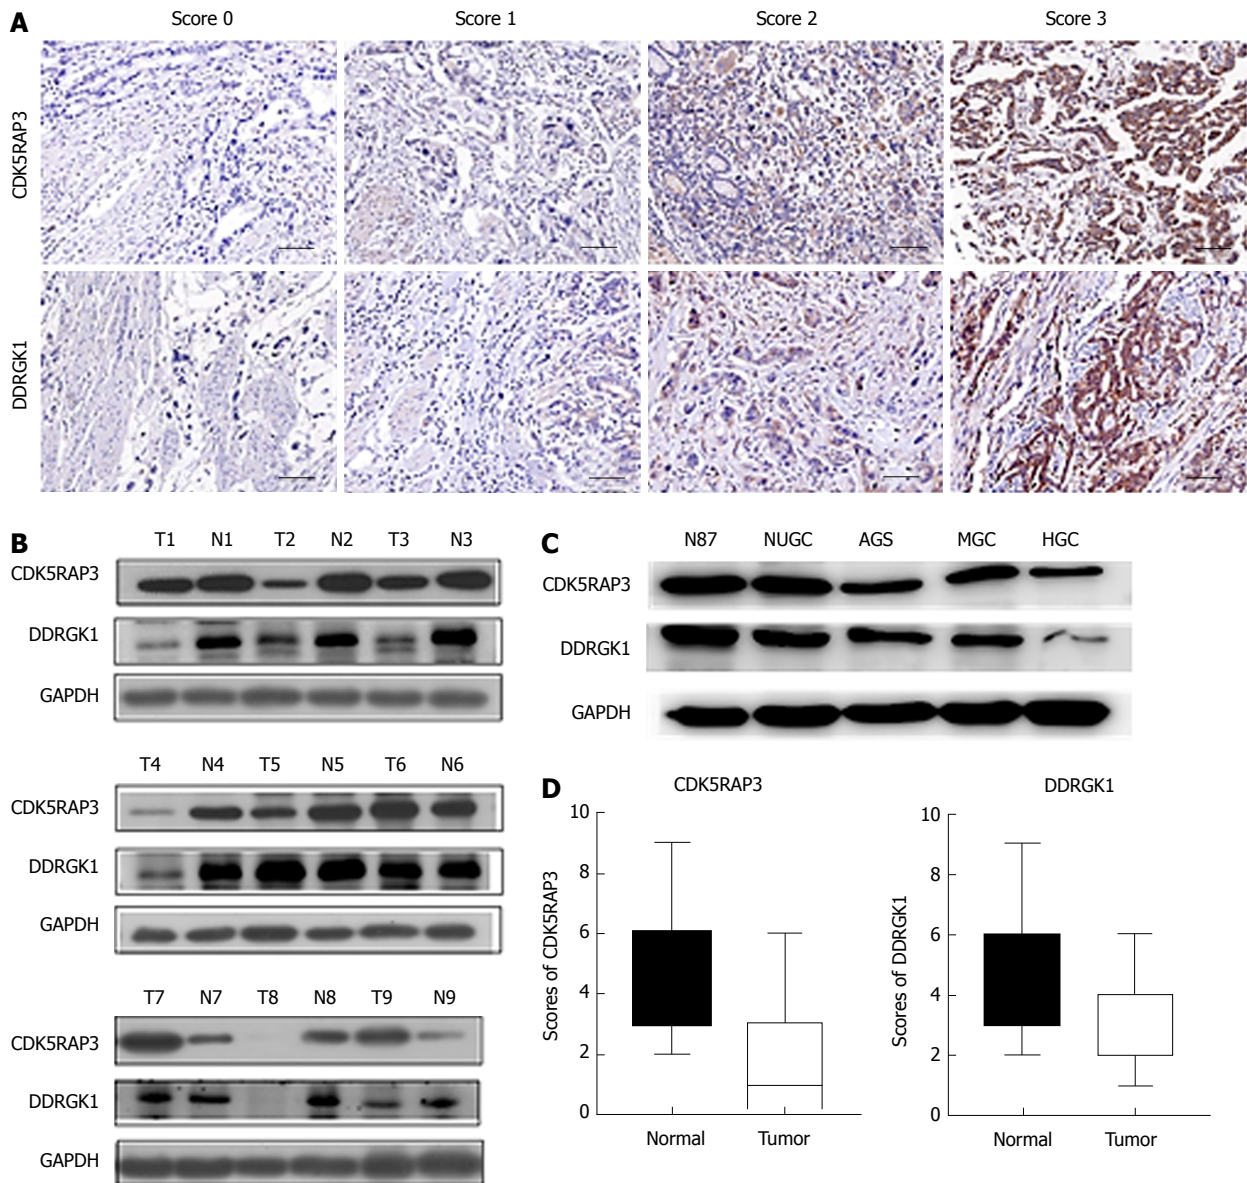 A
Score 0 Score 1 Score 2 Score 3
CDK5RAP3
DDRGK1
B
T1 N1 T2 N2 T3 N3
CDK5RAP3
DDRGK1
GAPDH
T4 N4 T5 N5 T6 N6
CDK5RAP3
DDRGK1
GAPDH
T7 N7 T8 N8 T9 N9
CDK5RAP3
DDRGK1
GAPDH
C
N87 NUGC AGS MGC HGC
CDK5RAP3
DDRGK1
GAPDH
D
CDK5RAP3
Scores of CDK5RAP3
10
8
6
4
2
0
Normal Tumor
DDRGK1
Scores of DDRGK1
10
8
6
4
2
0
Normal Tumor